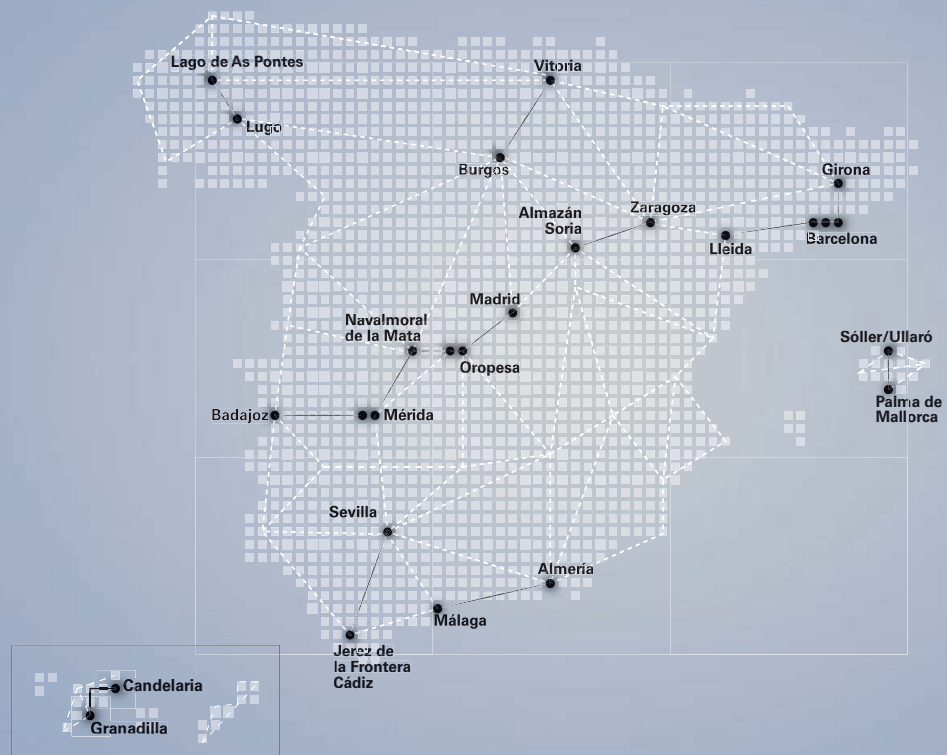 Lago de As Pontes
Vitoria
Lugo
Burgos
Girona
Almazán
Soria
Zaragoza
Barcelona
Lleida
Madrid
Navalmoral
de la Mata
Oropesa
Sóller/Ullaró
Palma de
Mallorca
Badajoz
Mérida
Sevilla
Almería
Málaga
Jerez de
la Frontera
Cádiz
Candelaria
Granadilla